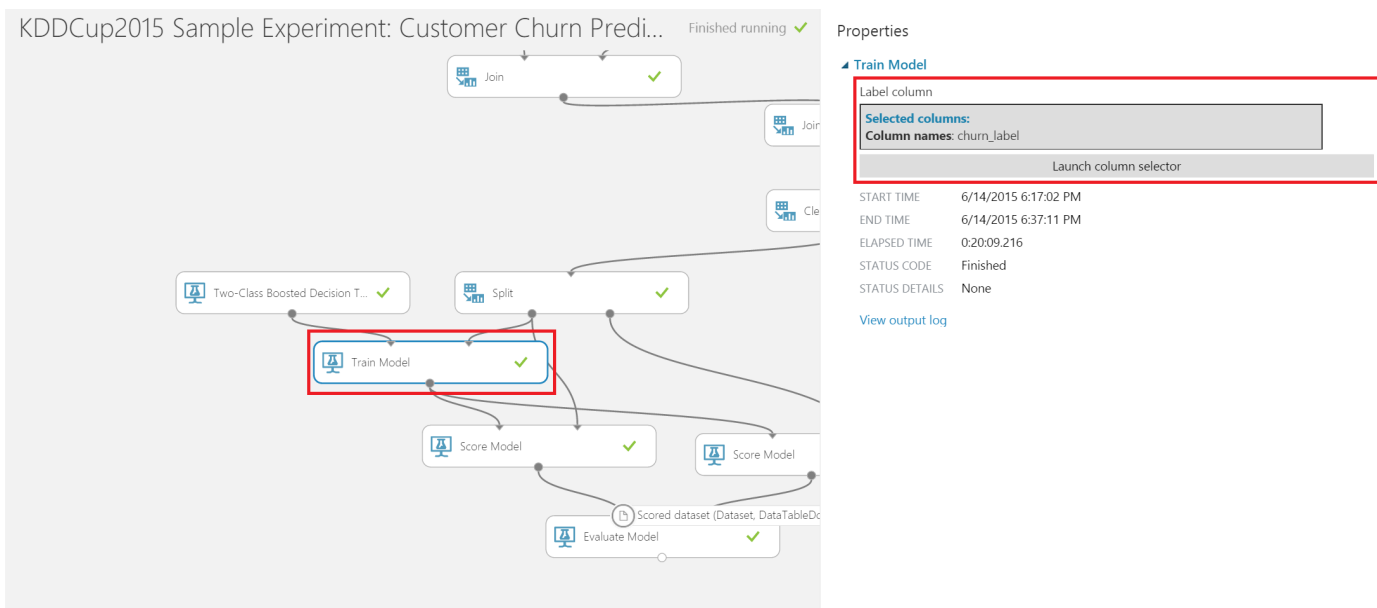 KDDCup2015 Sample Experiment: Customer Churn Predi...
Finished running
Join
Join
Cle
Two-Class Boosted Decision T...
Split
Train Model
Score Model
Score Model
Scored dataset (Dataset, DataTableDo
Evaluate Model
Properties
Train Model
Label column
Selected columns:
Column names: churn_label
Launch column selector
START TIME 6/14/2015 6:17:02 PM
END TIME 6/14/2015 6:37:11 PM
ELAPSED TIME 0:20:09.216
STATUS CODE Finished
STATUS DETAILS None
View output log